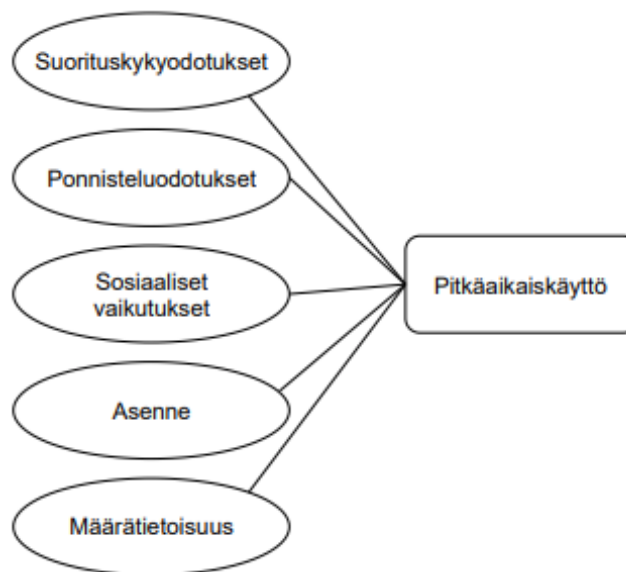 Suorituskykyodotukset
Ponnisteluodotukset
Sosiaaliset
vaikutukset
Pitkäaikaiskäyttö
Asenne
Määrätietoisuus